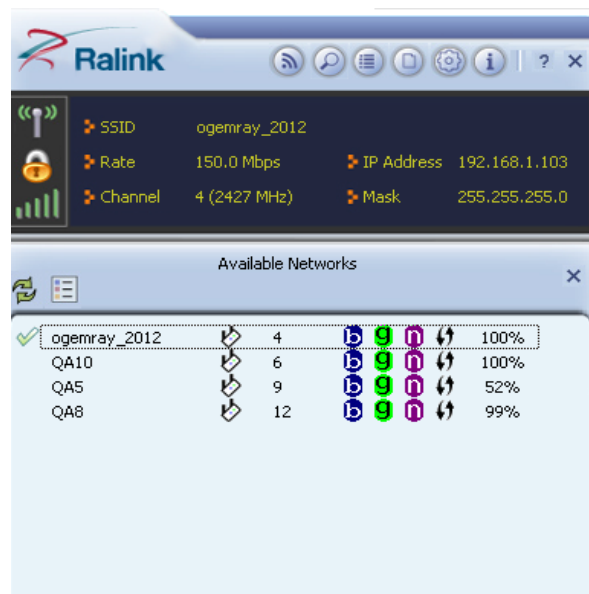 Ralink
i ? ×
SSID ogemray_2012
Rate 150.0 Mbps IP Address 192.168.1.103
Channel 4 (2427 MHz) Mask 255.255.255.0
Available Networks
ogemray_2012 4 b g n 100%
QA10 6 b g n 100%
QA5 9 b g n 52%
QA8 12 b g n 99%